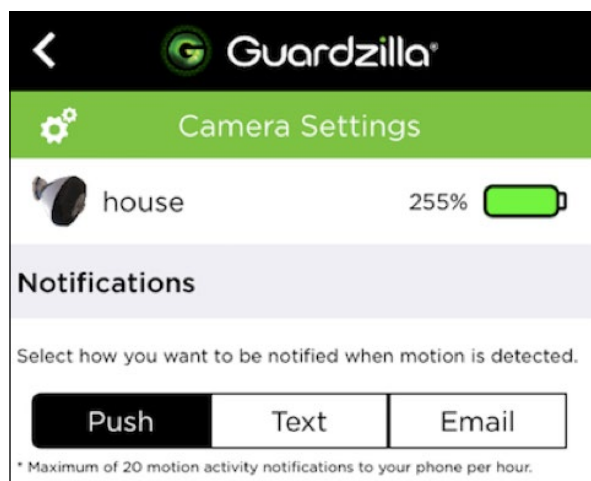 Guardzilla®
Camera Settings
house 255%
Notifications
Select how you want to be notified when motion is detected.
Push Text Email
* Maximum of 20 motion activity notifications to your phone per hour.